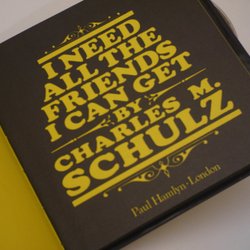 I NEED
ALL THE
FRIENDS
I CAN GET
BY
CHARLES M.
SCHULZ
Paul Hamlyn · London